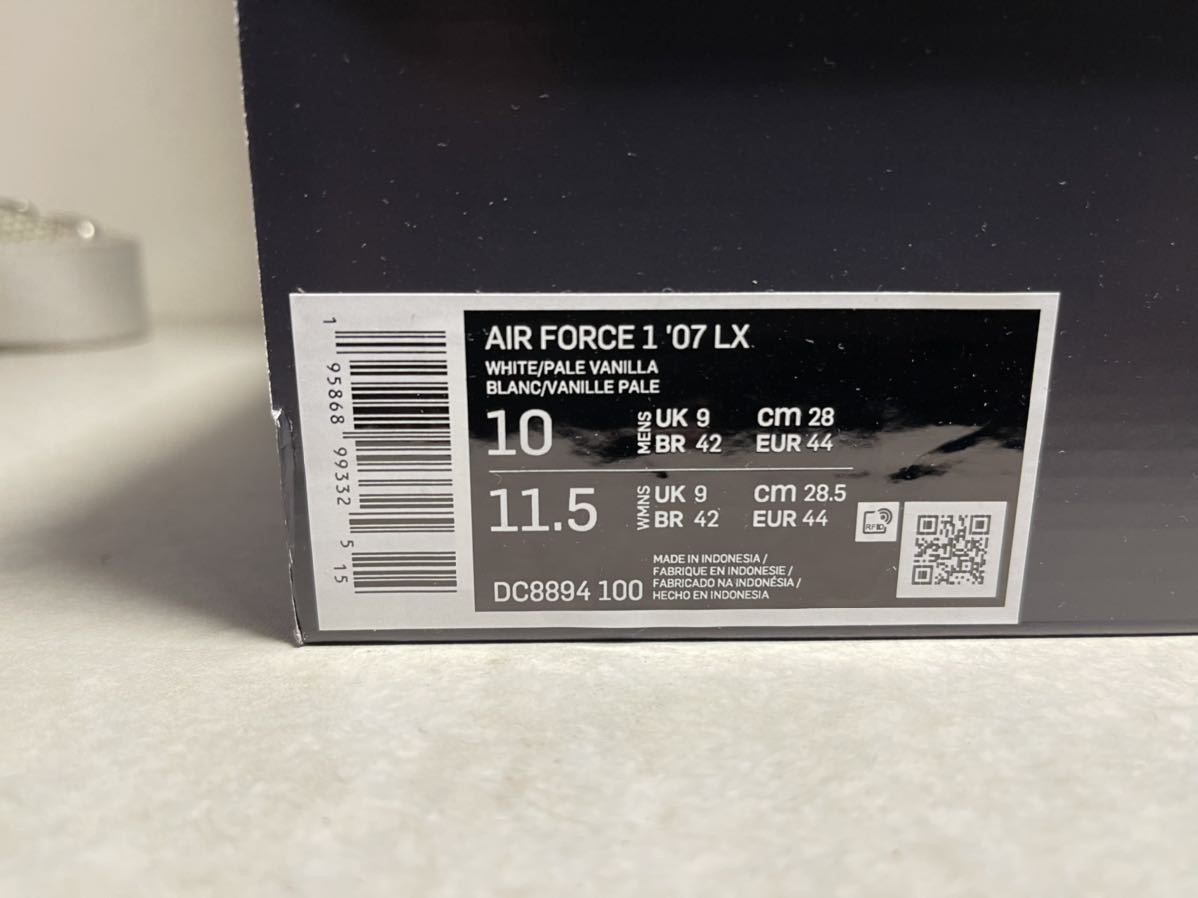 1 95868 99332 5 15
AIR FORCE 1 '07 LX
WHITE/PALE VANILLA
BLANC/VANILLE PALE
10 MENS UK 9 cm 28
BR 42 EUR 44
11.5 WMNS UK 9 cm 28.5
BR 42 EUR 44
RFID
DC8894 100
MADE IN INDONESIA /
FABRIQUE EN INDONESIE /
FABRICADO NA INDONÉSIA /
HECHO EN INDONESIA